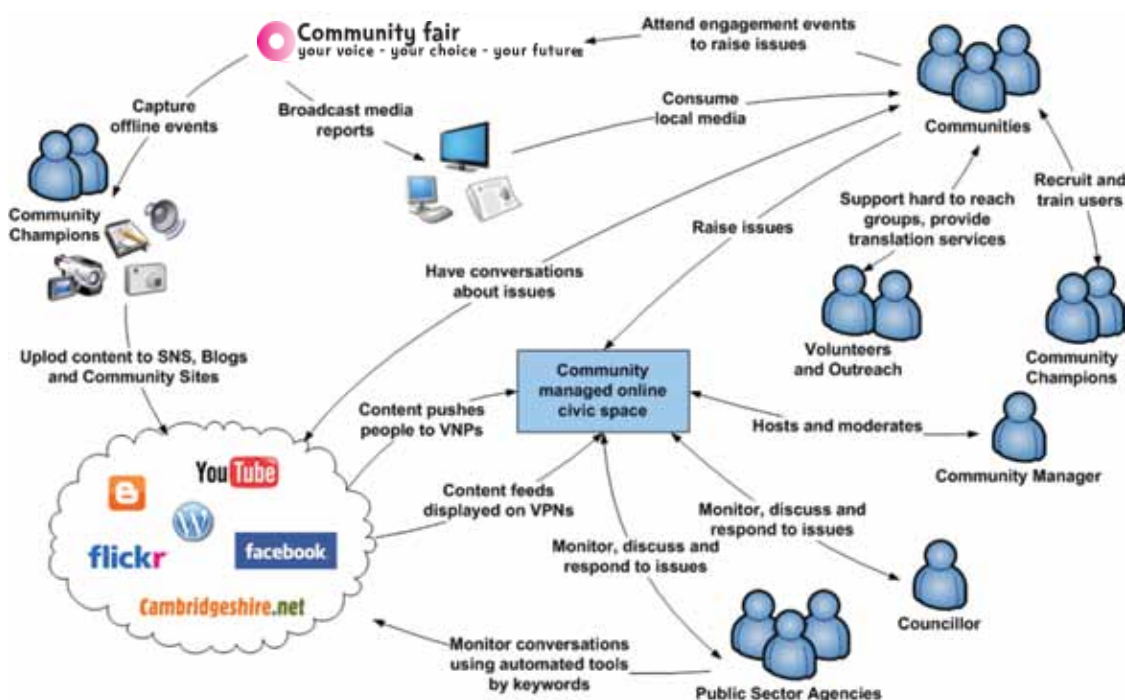 Community fair
your voice - your choice - your future
Attend engagement events
to raise issues
Communities
Capture
offline events
Broadcast media
reports
Consume
local media
Community
Champions
Support hard to reach
groups, provide
translation services
Recruit and
train users
Raise issues
Have conversations
about issues
Volunteers
and Outreach
Community
Champions
Uplod content to SNS, Blogs
and Community Sites
Community
managed online
civic space
Content pushes
people to VNPs
Hosts and moderates
Community Manager
YouTube
flickr
facebook
Cambridgeshire.net
Content feeds
displayed on VPNs
Monitor, discuss and
respond to issues
Monitor, discuss and
respond to issues
Councillor
Monitor conversations
using automated tools
by keywords
Public Sector Agencies